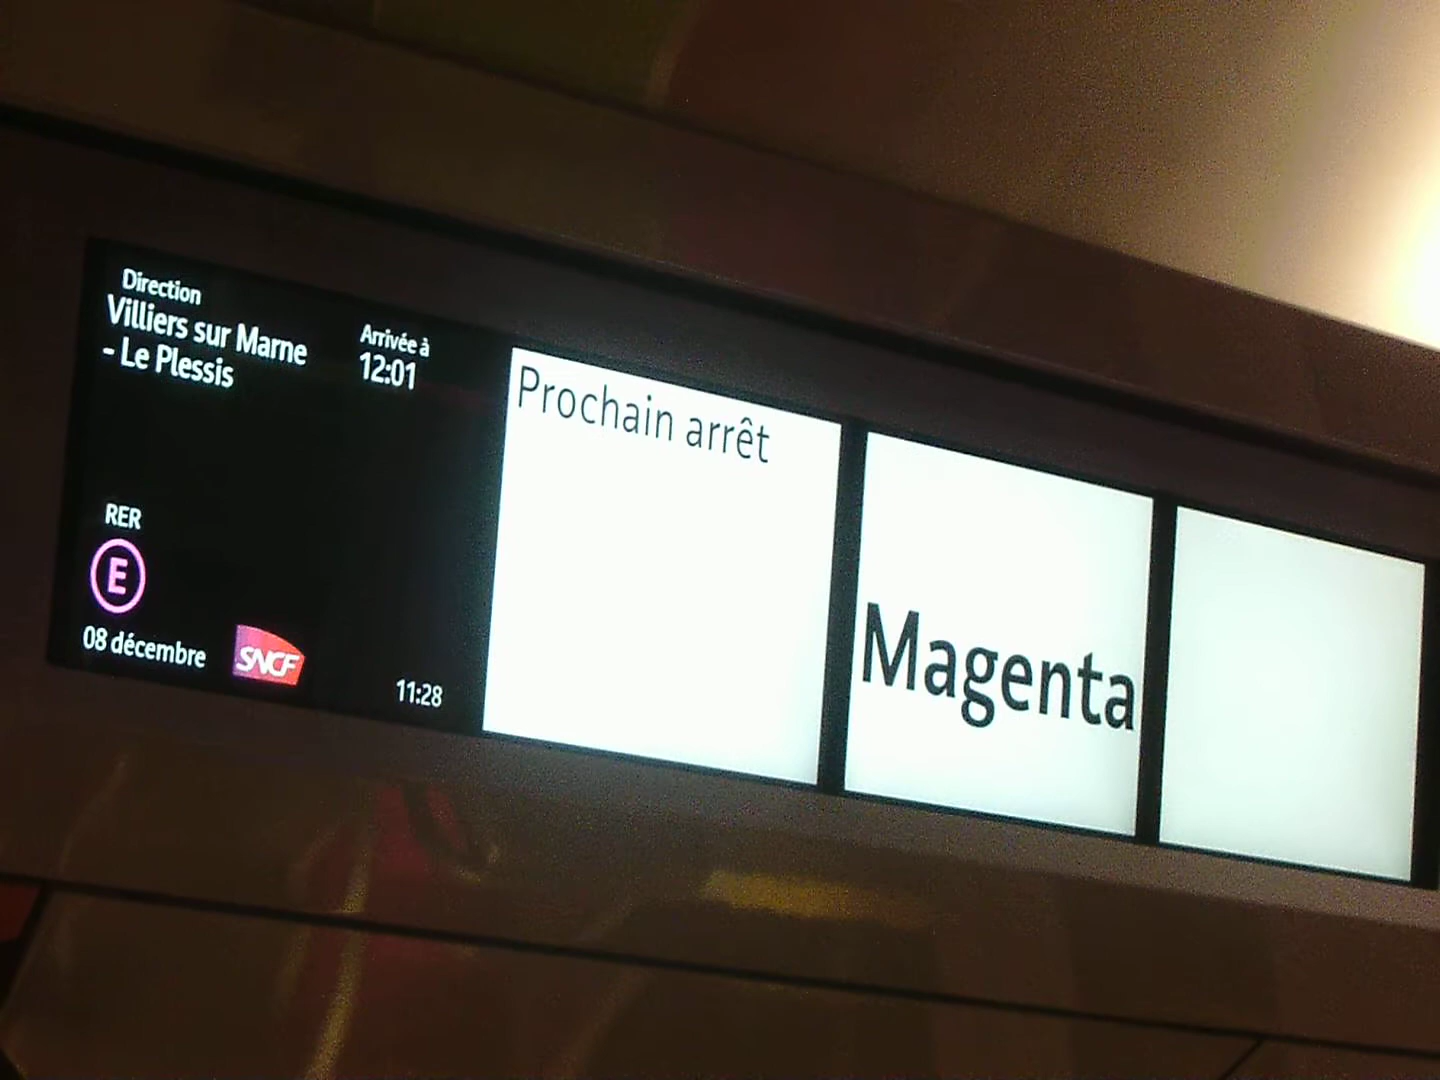 Direction
Villiers sur Marne
- Le Plessis
Arrivée à
12:01
RER
E
08 décembre
SNCF
11:28
Prochain arrêt
Magenta